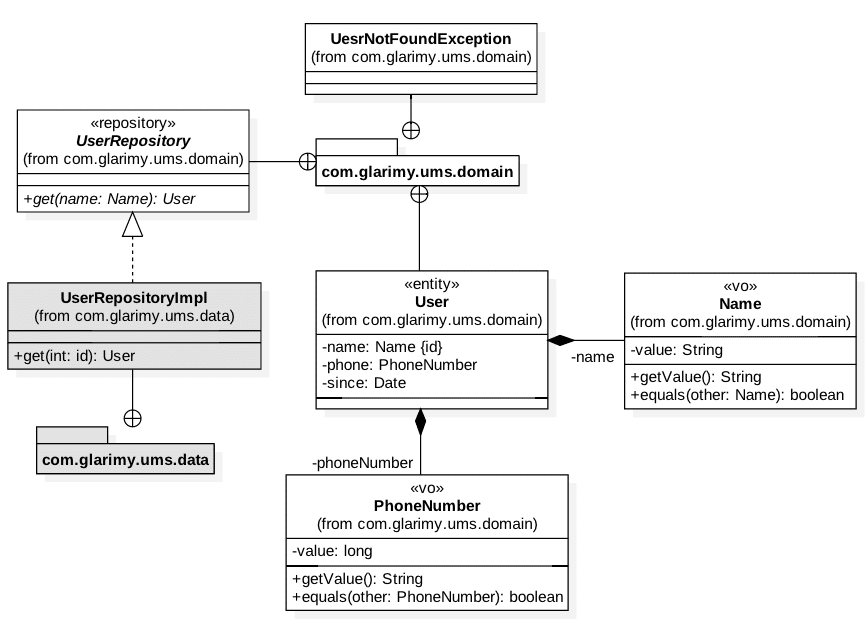 UesrNotFoundException
(from com.glarimy.ums.domain)
«repository»
UserRepository
(from com.glarimy.ums.domain)
+get(name: Name): User
com.glarimy.ums.domain
UserRepositoryImpl
(from com.glarimy.ums.data)
+get(int: id): User
com.glarimy.ums.data
«entity»
User
(from com.glarimy.ums.domain)
-name: Name {id}
-phone: PhoneNumber
-since: Date
-name
«vo»
Name
(from com.glarimy.ums.domain)
-value: String
+getValue(): String
+equals(other: Name): boolean
-phoneNumber
«vo»
PhoneNumber
(from com.glarimy.ums.domain)
-value: long
+getValue(): String
+equals(other: PhoneNumber): boolean